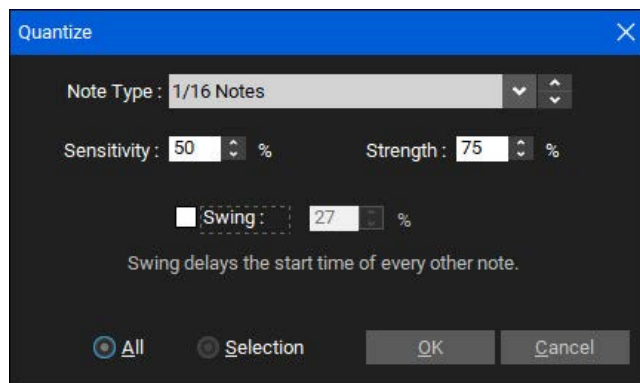 Quantize
Note Type : 1/16 Notes
Sensitivity : 50 % Strength : 75 %
Swing : 27 %
Swing delays the start time of every other note.
All Selection OK Cancel